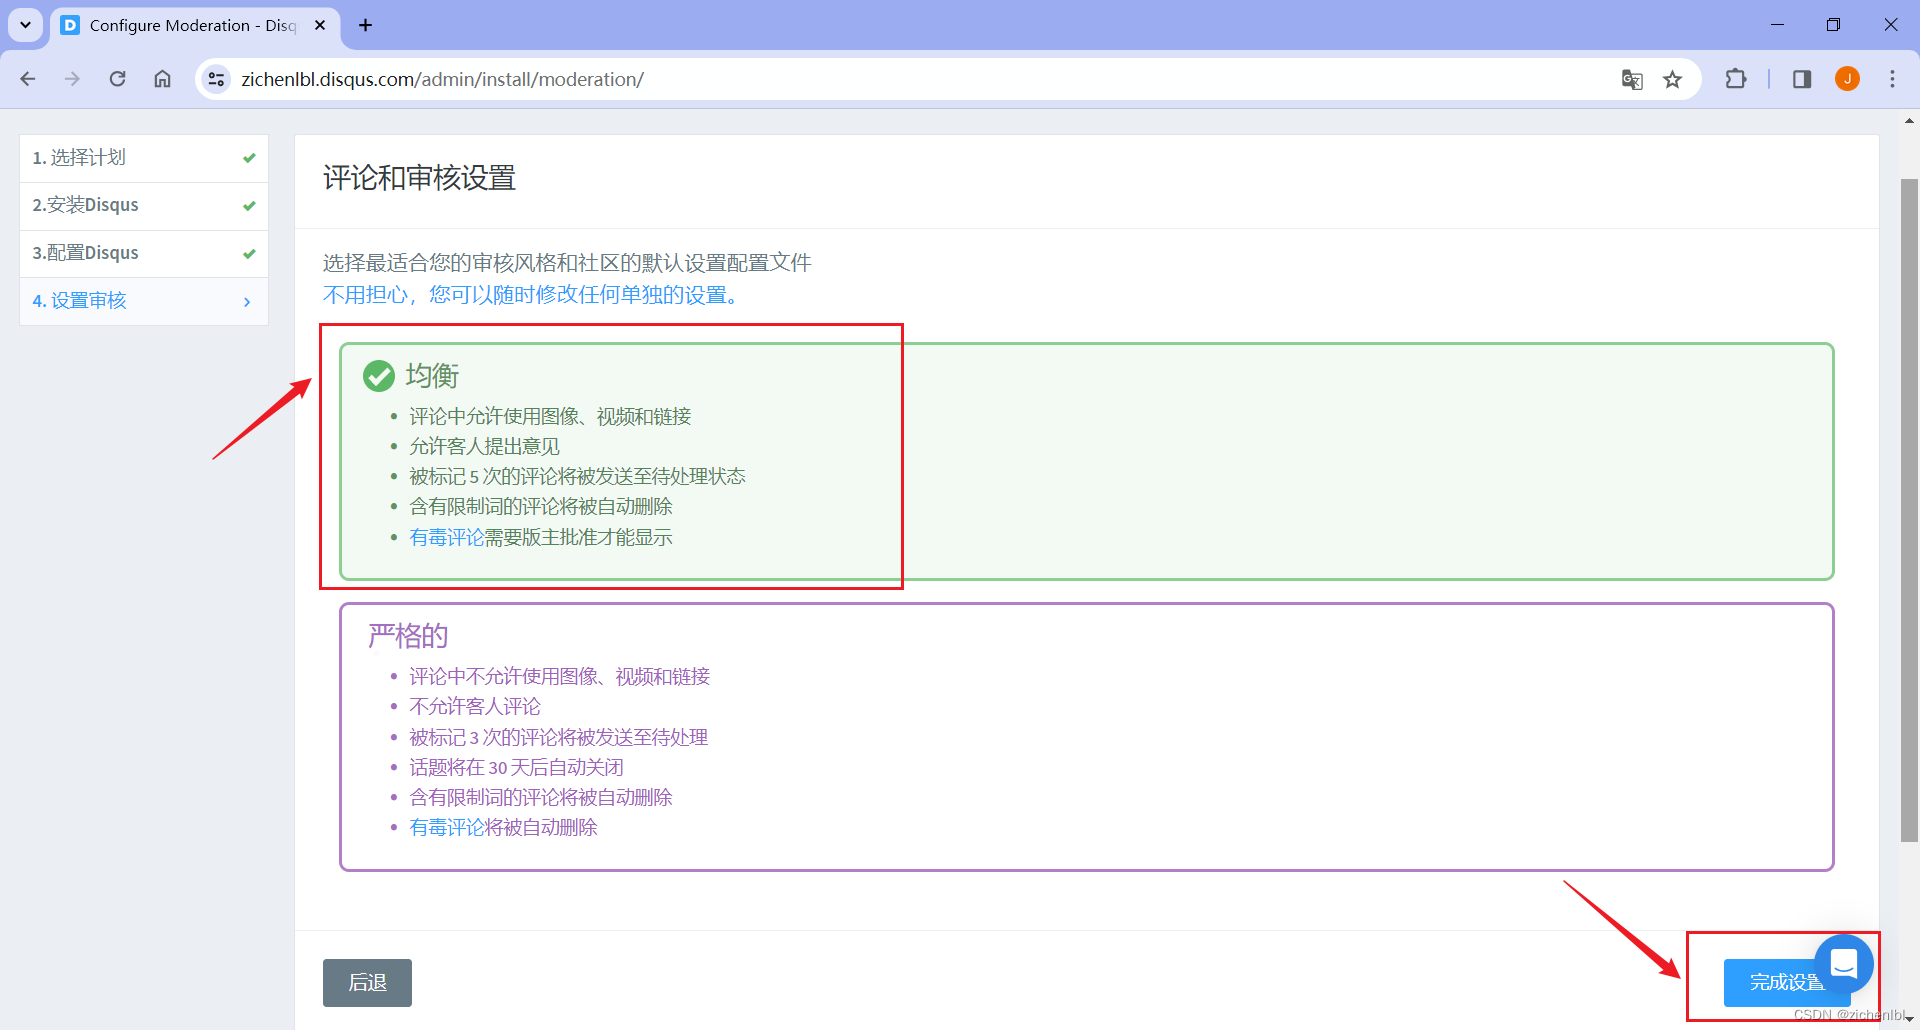 Configure Moderation - Disq
zichenlbl.disqus.com/admin/install/moderation/
J
1. 选择计划
2.安装Disqus
3.配置Disqus
4. 设置审核
评论和审核设置
选择最适合您的审核风格和社区的默认设置配置文件
不用担心，您可以随时修改任何单独的设置。
均衡
• 评论中允许使用图像、视频和链接
• 允许客人提出意见
• 被标记 5 次的评论将被发送至待处理状态
• 含有限制词的评论将被自动删除
• 有毒评论需要版主批准才能显示
严格的
• 评论中不允许使用图像、视频和链接
• 不允许客人评论
• 被标记 3 次的评论将被发送至待处理
• 话题将在 30 天后自动关闭
• 含有限制词的评论将被自动删除
• 有毒评论将被自动删除
后退
完成设置
CSDN @zichenlbl